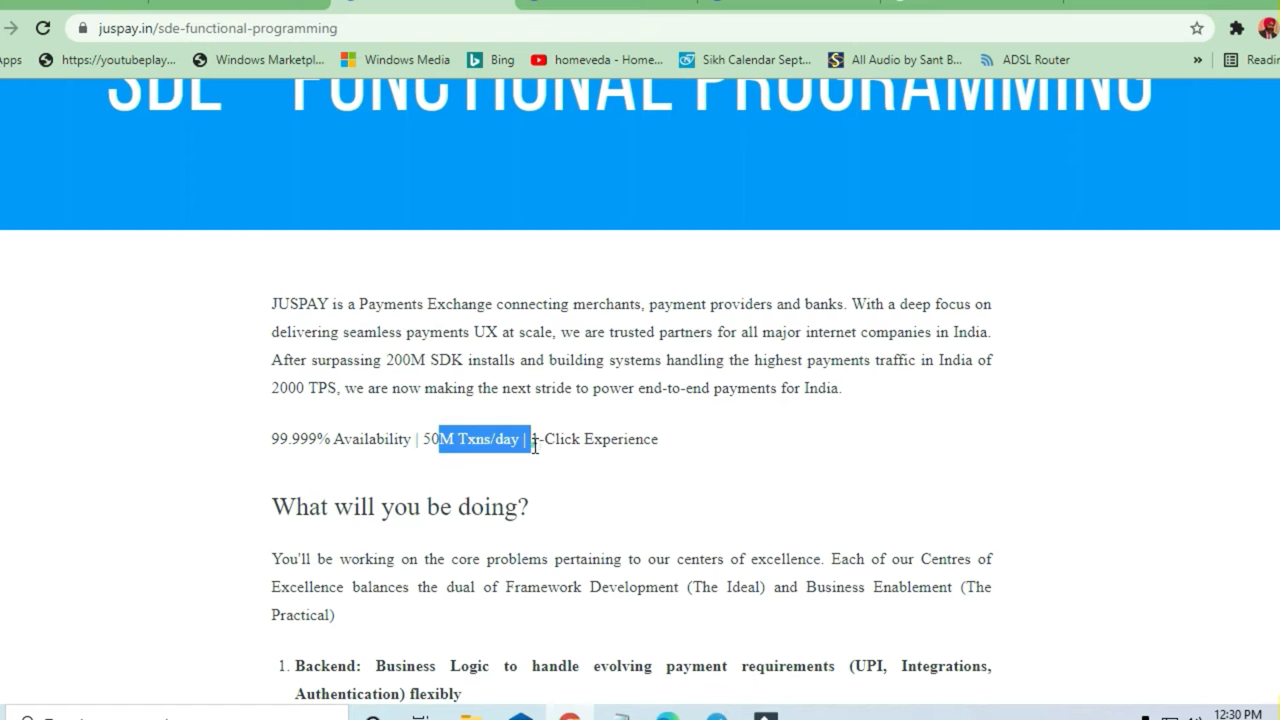 juspay.in/sde-functional-programming
Apps https://youtubeplay... Windows Marketpl... Windows Media Bing homeveda - Home... Sikh Calendar Sept... All Audio by Sant B... ADSL Router » Readin
SDE - FUNCTIONAL PROGRAMMING
JUSPAY is a Payments Exchange connecting merchants, payment providers and banks. With a deep focus on
delivering seamless payments UX at scale, we are trusted partners for all major internet companies in India.
After surpassing 200M SDK installs and building systems handling the highest payments traffic in India of
2000 TPS, we are now making the next stride to power end-to-end payments for India.
99.999% Availability | 50M Txns/day | 1-Click Experience
What will you be doing?
You'll be working on the core problems pertaining to our centers of excellence. Each of our Centres of
Excellence balances the dual of Framework Development (The Ideal) and Business Enablement (The
Practical)
1. Backend: Business Logic to handle evolving payment requirements (UPI, Integrations,
Authentication) flexibly
12:30 PM